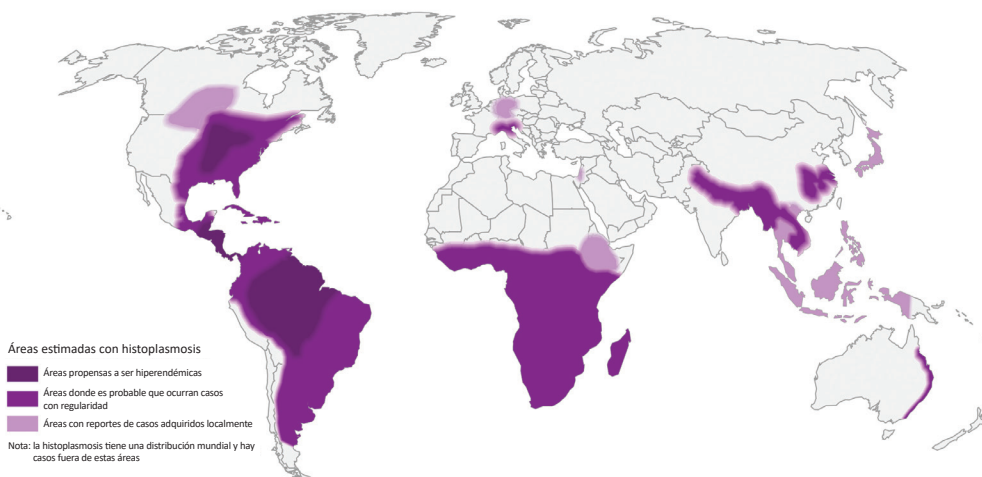 Áreas estimadas con histoplasmosis
Áreas propensas a ser hiperendémicas
Áreas donde es probable que ocurran casos
con regularidad
Áreas con reportes de casos adquiridos localmente
Nota: la histoplasmosis tiene una distribución mundial y hay
casos fuera de estas áreas